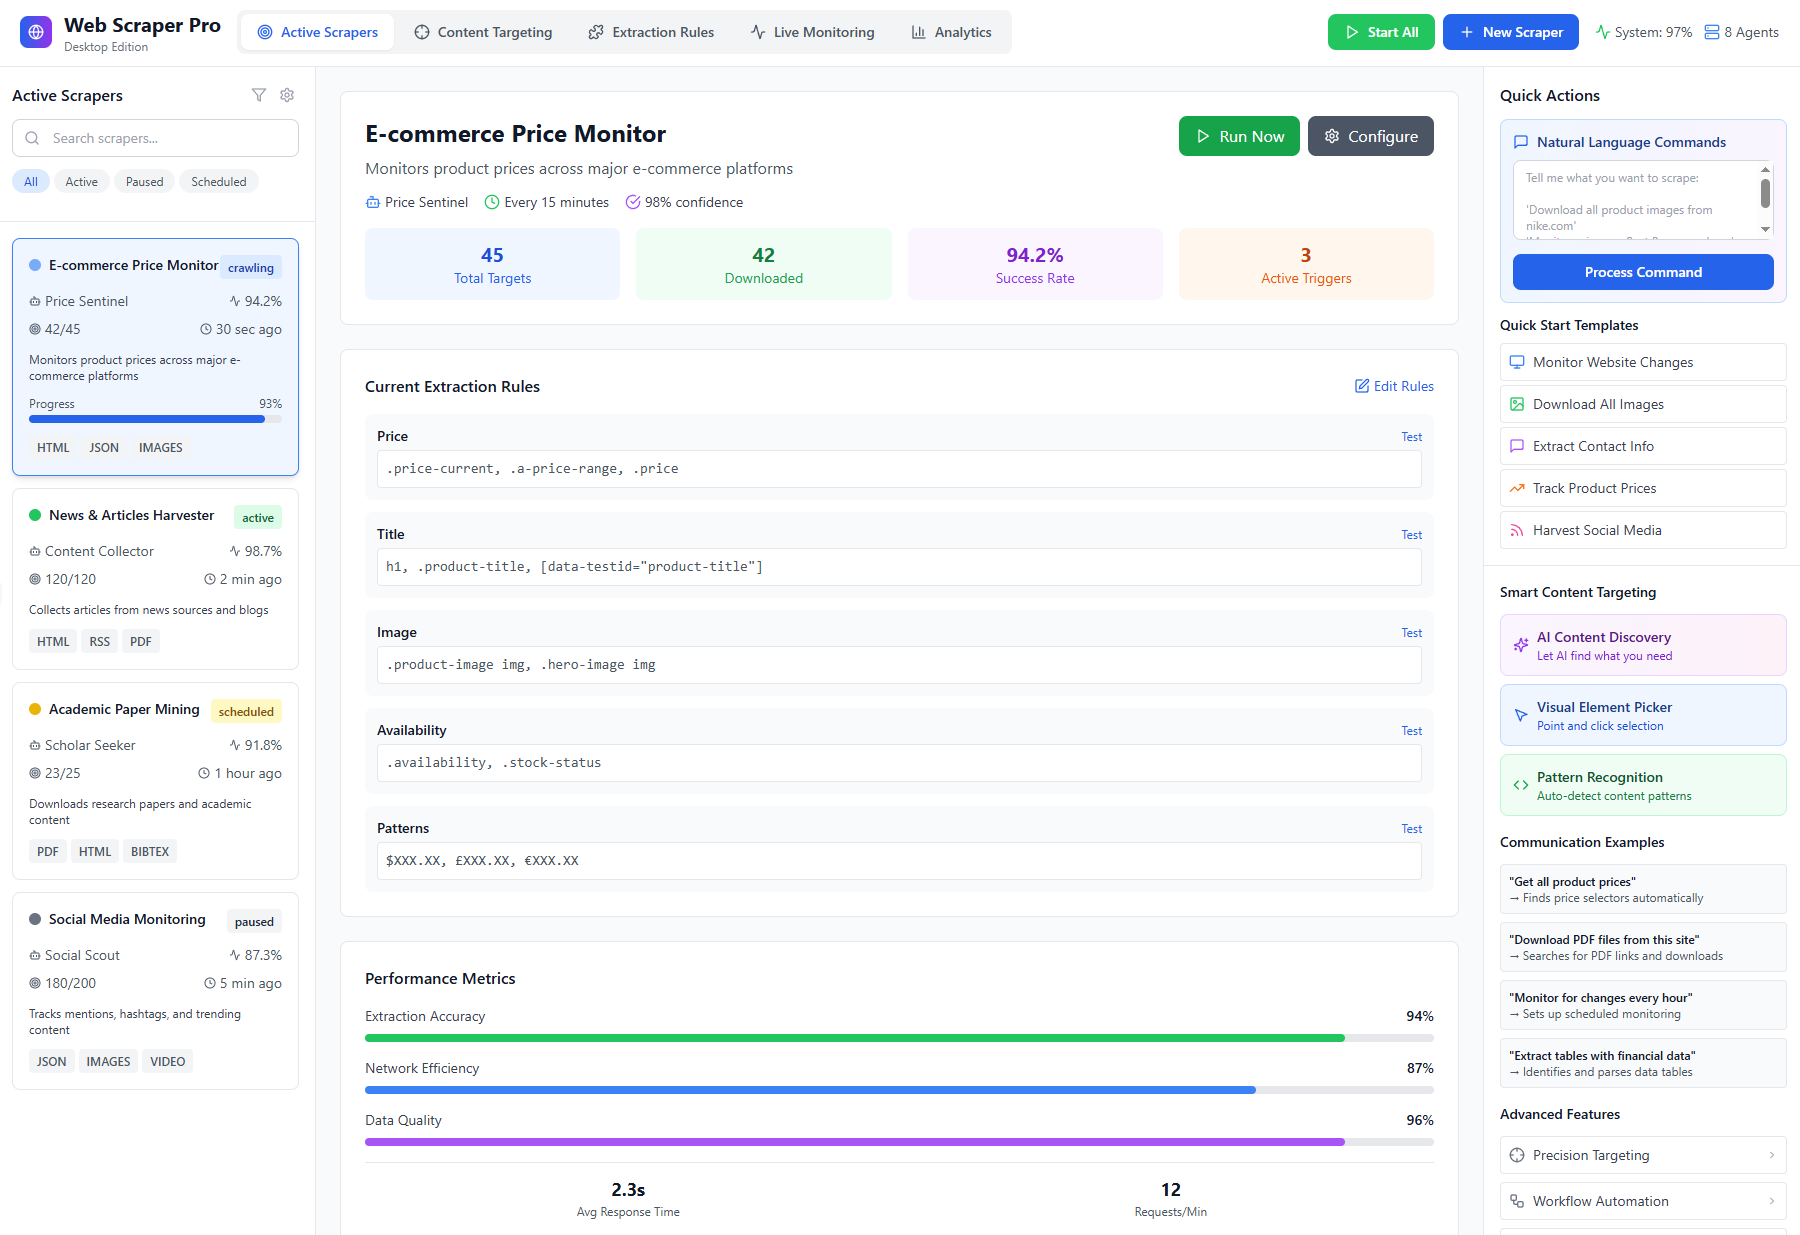 Web Scraper Pro
Desktop Edition
Active Scrapers
Content Targeting
Extraction Rules
Live Monitoring
Analytics
Start All
New Scraper
System: 97%
8 Agents
Active Scrapers
Search scrapers...
All
Active
Paused
Scheduled
E-commerce Price Monitor
crawling
Price Sentinel
94.2%
42/45
30 sec ago
Monitors product prices across major e-
commerce platforms
Progress
93%
HTML
JSON
IMAGES
News & Articles Harvester
active
Content Collector
98.7%
120/120
2 min ago
Collects articles from news sources and blogs
HTML
RSS
PDF
Academic Paper Mining
scheduled
Scholar Seeker
91.8%
23/25
1 hour ago
Downloads research papers and academic
content
PDF
HTML
BIBTEX
Social Media Monitoring
paused
Social Scout
87.3%
180/200
5 min ago
Tracks mentions, hashtags, and trending
content
JSON
IMAGES
VIDEO
E-commerce Price Monitor
Run Now
Configure
Monitors product prices across major e-commerce platforms
Price Sentinel
Every 15 minutes
98% confidence
45
Total Targets
42
Downloaded
94.2%
Success Rate
3
Active Triggers
Current Extraction Rules
Edit Rules
Price
Test
.price-current, .a-price-range, .price
Title
Test
h1, .product-title, [data-testid="product-title"]
Image
Test
.product-image img, .hero-image img
Availability
Test
.availability, .stock-status
Patterns
Test
$XXX.XX, £XXX.XX, €XXX.XX
Performance Metrics
Extraction Accuracy
94%
Network Efficiency
87%
Data Quality
96%
2.3s
Avg Response Time
12
Requests/Min
Quick Actions
Natural Language Commands
Tell me what you want to scrape:
'Download all product images from
nike.com'
Process Command
Quick Start Templates
Monitor Website Changes
Download All Images
Extract Contact Info
Track Product Prices
Harvest Social Media
Smart Content Targeting
AI Content Discovery
Let AI find what you need
Visual Element Picker
Point and click selection
Pattern Recognition
Auto-detect content patterns
Communication Examples
"Get all product prices"
→ Finds price selectors automatically
"Download PDF files from this site"
→ Searches for PDF links and downloads
"Monitor for changes every hour"
→ Sets up scheduled monitoring
"Extract tables with financial data"
→ Identifies and parses data tables
Advanced Features
Precision Targeting
Workflow Automation